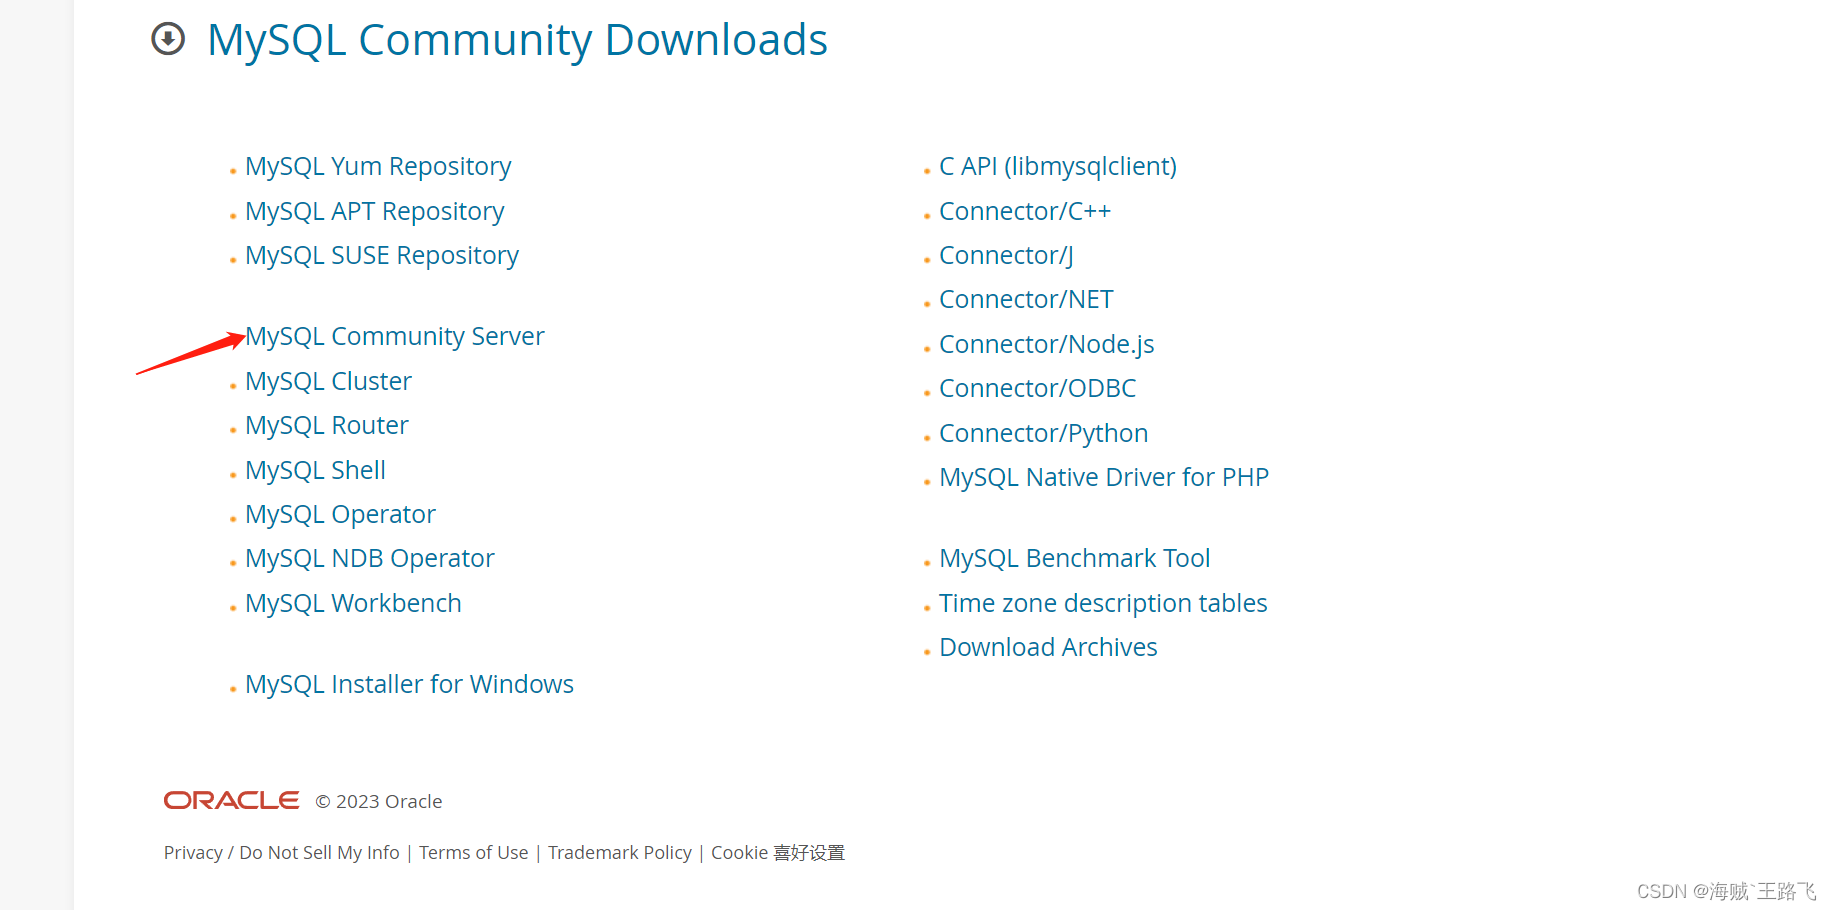 MySQL Community Downloads
MySQL Yum Repository
MySQL APT Repository
MySQL SUSE Repository
MySQL Community Server
MySQL Cluster
MySQL Router
MySQL Shell
MySQL Operator
MySQL NDB Operator
MySQL Workbench
MySQL Installer for Windows
C API (libmysqlclient)
Connector/C++
Connector/J
Connector/NET
Connector/Node.js
Connector/ODBC
Connector/Python
MySQL Native Driver for PHP
MySQL Benchmark Tool
Time zone description tables
Download Archives
ORACLE © 2023 Oracle
Privacy / Do Not Sell My Info | Terms of Use | Trademark Policy | Cookie 喜好设置
CSDN @海贼`王路飞